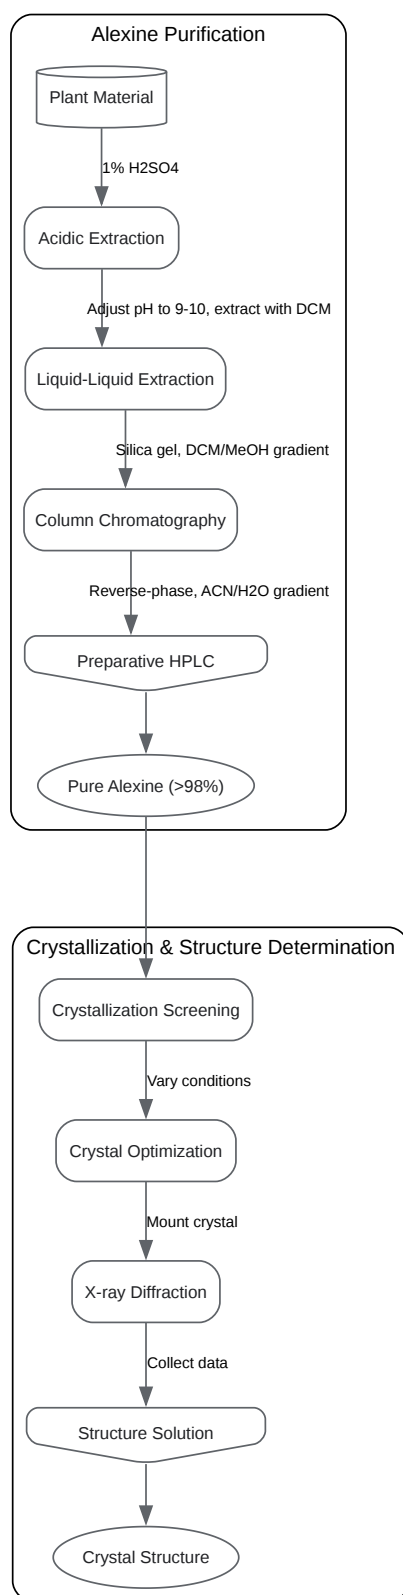 Alexine Purification
Plant Material
1% H2SO4
Acidic Extraction
Adjust pH to 9-10, extract with DCM
Liquid-Liquid Extraction
Silica gel, DCM/MeOH gradient
Column Chromatography
Reverse-phase, ACN/H2O gradient
Preparative HPLC
Pure Alexine (>98%)
Crystallization & Structure Determination
Crystallization Screening
Vary conditions
Crystal Optimization
Mount crystal
X-ray Diffraction
Collect data
Structure Solution
Crystal Structure